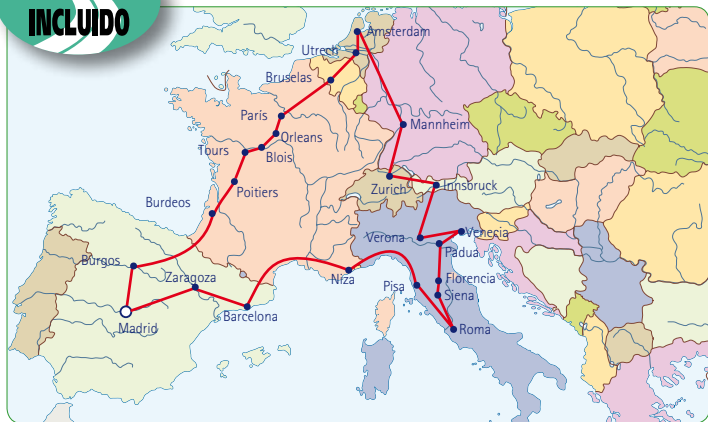 INCLUIDO
Amsterdam
Utrech
Bruselas
París
Orleans
Mannheim
Tours
Blois
Zurich
Innsbruck
Poitiers
Burdeos
Verona
Venecia
Padua
Burgos
Zaragoza
Niza
Pisa
Florencia
Siena
Barcelona
Madrid
Roma